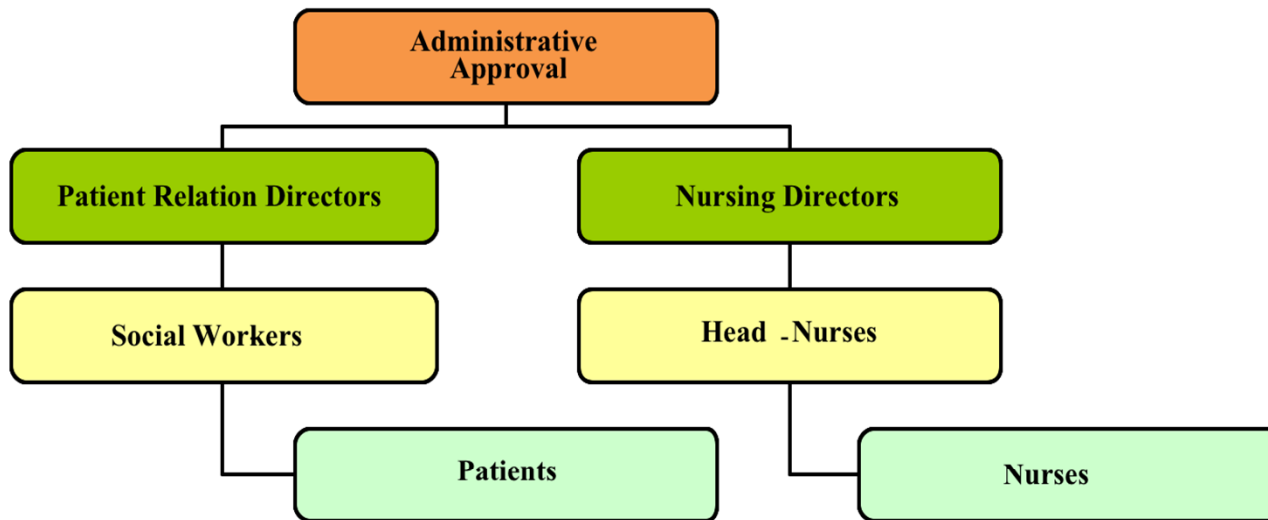 Administrative
Approval
Patient Relation Directors
Nursing Directors
Social Workers
Head -Nurses
Patients
Nurses